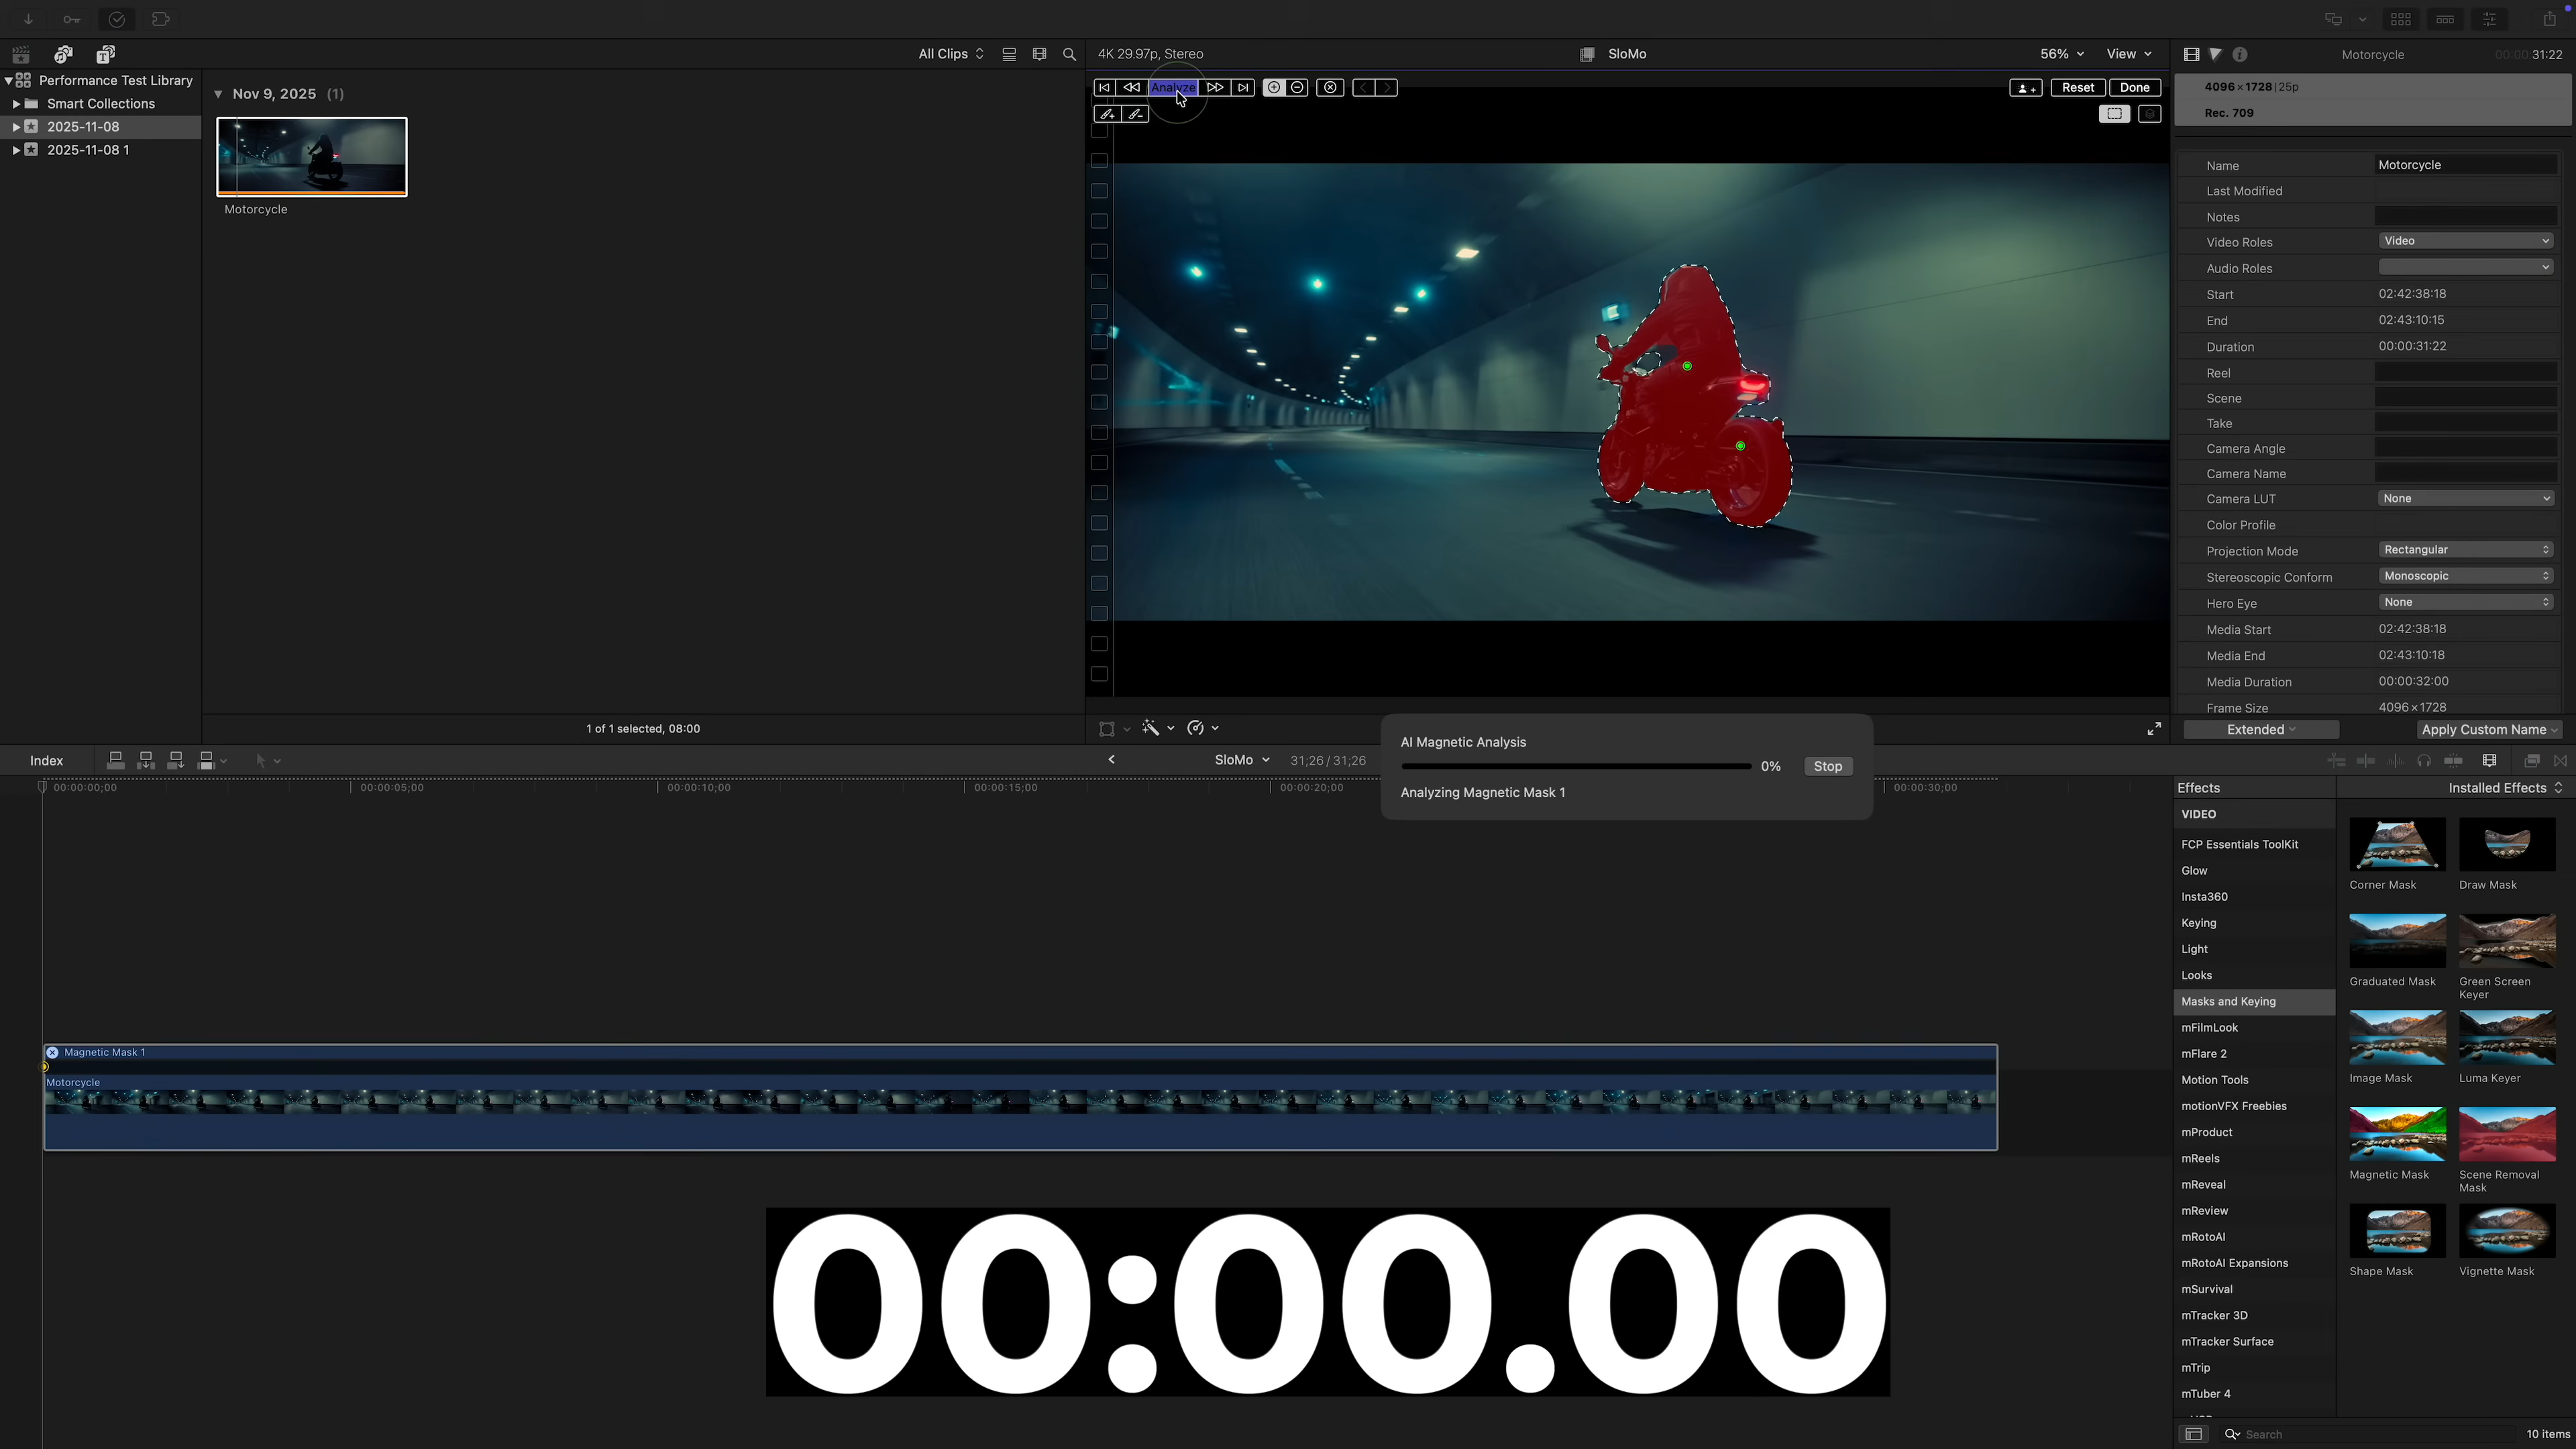 All Clips
4K 29.97p, Stereo
SloMo
56%
View
Motorcycle
00:00:31:22
Performance Test Library
Smart Collections
2025-11-08
2025-11-08 1
Nov 9, 2025 (1)
Motorcycle
Analyze
Reset
Done
4096×1728 | 25p
Rec. 709
Name Motorcycle
Last Modified
Notes
Video Roles Video
Audio Roles
Start 02:42:38:18
End 02:43:10:15
Duration 00:00:31:22
Reel
Scene
Take
Camera Angle
Camera Name
Camera LUT None
Color Profile
Projection Mode Rectangular
Stereoscopic Conform Monoscopic
Hero Eye None
Media Start 02:42:38:18
Media End 02:43:10:18
Media Duration 00:00:32:00
Frame Size 4096×1728
Extended
Apply Custom Name
1 of 1 selected, 08:00
AI Magnetic Analysis
0%
Stop
Analyzing Magnetic Mask 1
Index
SloMo
31;26 / 31;26
00:00:00;00
00:00:05;00
00:00:10;00
00:00:15;00
00:00:20;00
00:00:30;00
Magnetic Mask 1
Motorcycle
00:00.00
Effects
Installed Effects
VIDEO
FCP Essentials ToolKit
Glow
Insta360
Keying
Light
Looks
Masks and Keying
mFilmLook
mFlare 2
Motion Tools
motionVFX Freebies
mProduct
mReels
mReveal
mReview
mRotoAI
mRotoAI Expansions
mSurvival
mTracker 3D
mTracker Surface
mTrip
mTuber 4
Corner Mask
Draw Mask
Graduated Mask
Green Screen
Keyer
Image Mask
Luma Keyer
Magnetic Mask
Scene Removal
Mask
Shape Mask
Vignette Mask
Search
10 items